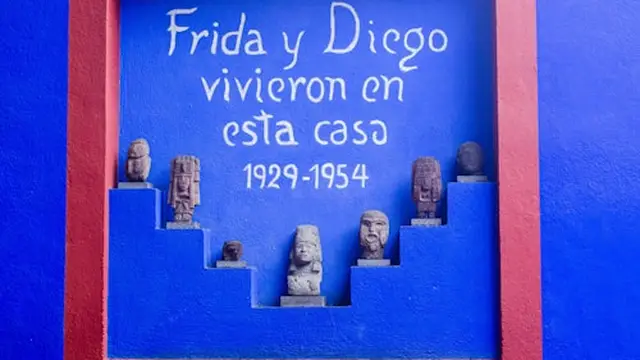 Frida y Diego
vivieron en
esta casa
1929-1954